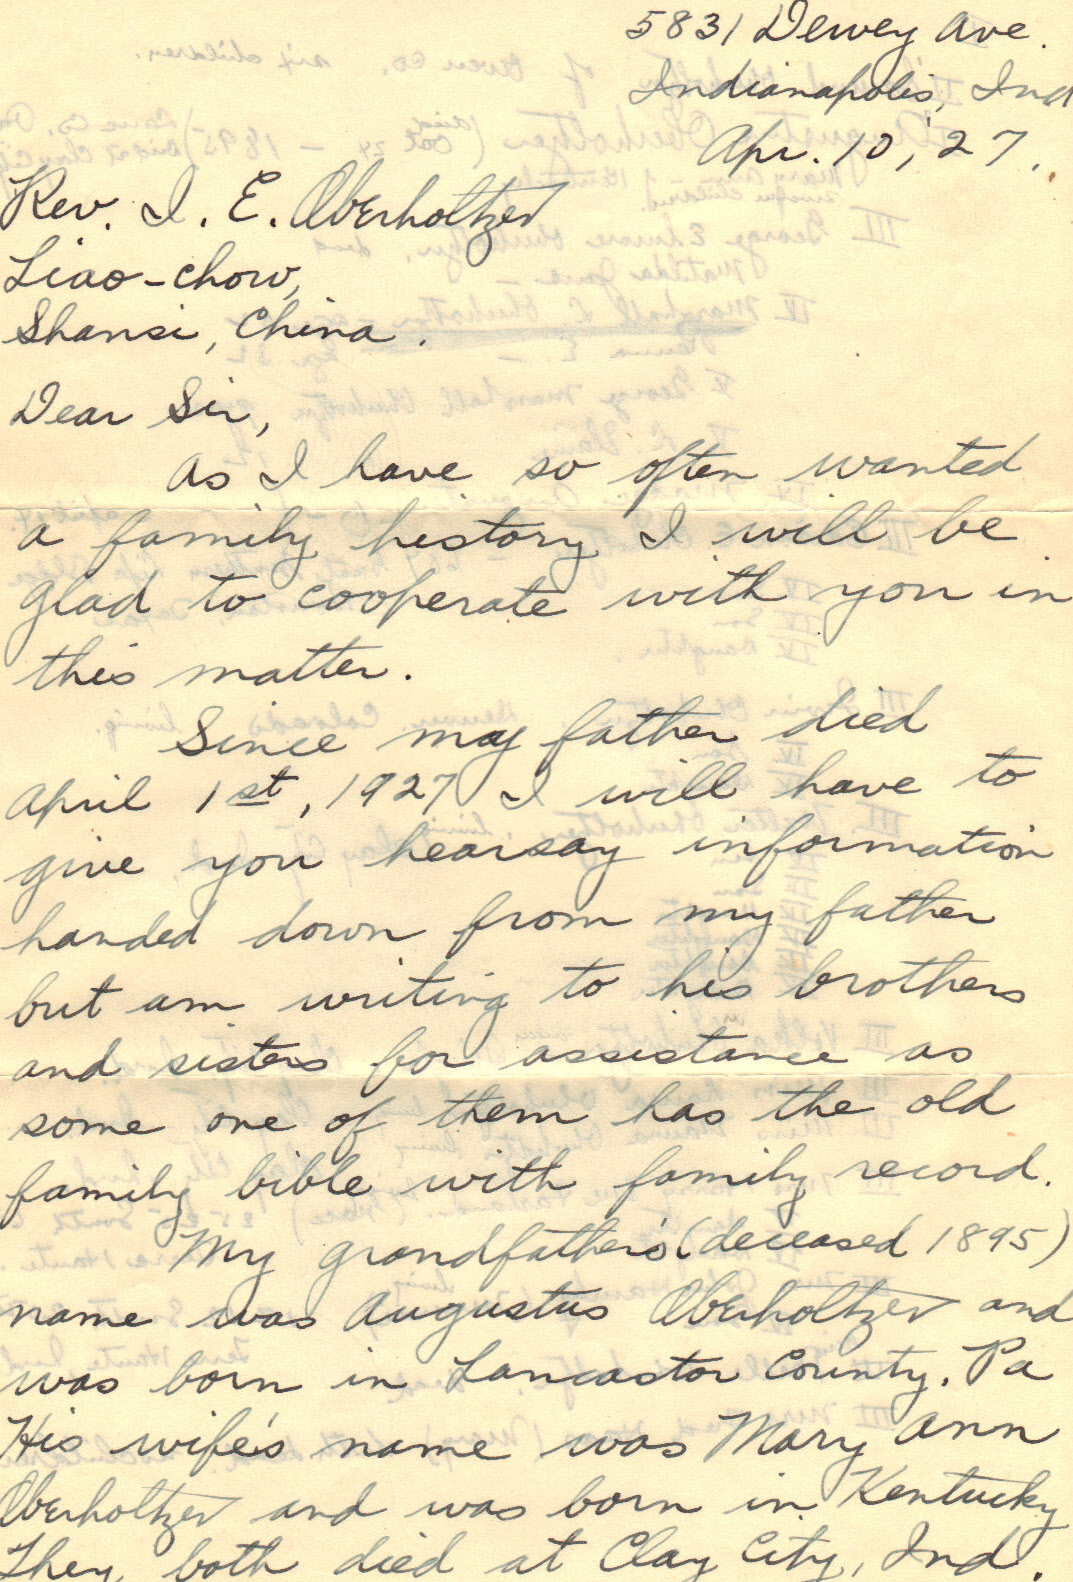 5831 Dewey Ave.
Indianapolis, Ind
Apr. 10, '27.
Rev. I. E. Oberholtzer
Liao-chow,
Shansi, China.
Dear Sir,
As I have so often wanted
a family history I will be
glad to cooperate with you in
this matter.
Since my father died
April 1st, 1927 I will have to
give you hearsay information
handed down from my father
but am writing to his brothers
and sisters for assistance as
some one of them has the old
family bible with family record.
My grandfather's (deceased 1895)
name was Augustus Oberholtzer and
was born in Lancaster County, Pa
His wife's name was Mary Ann
Oberholtzer and was born in Kentucky
They both died at Clay City, Ind.